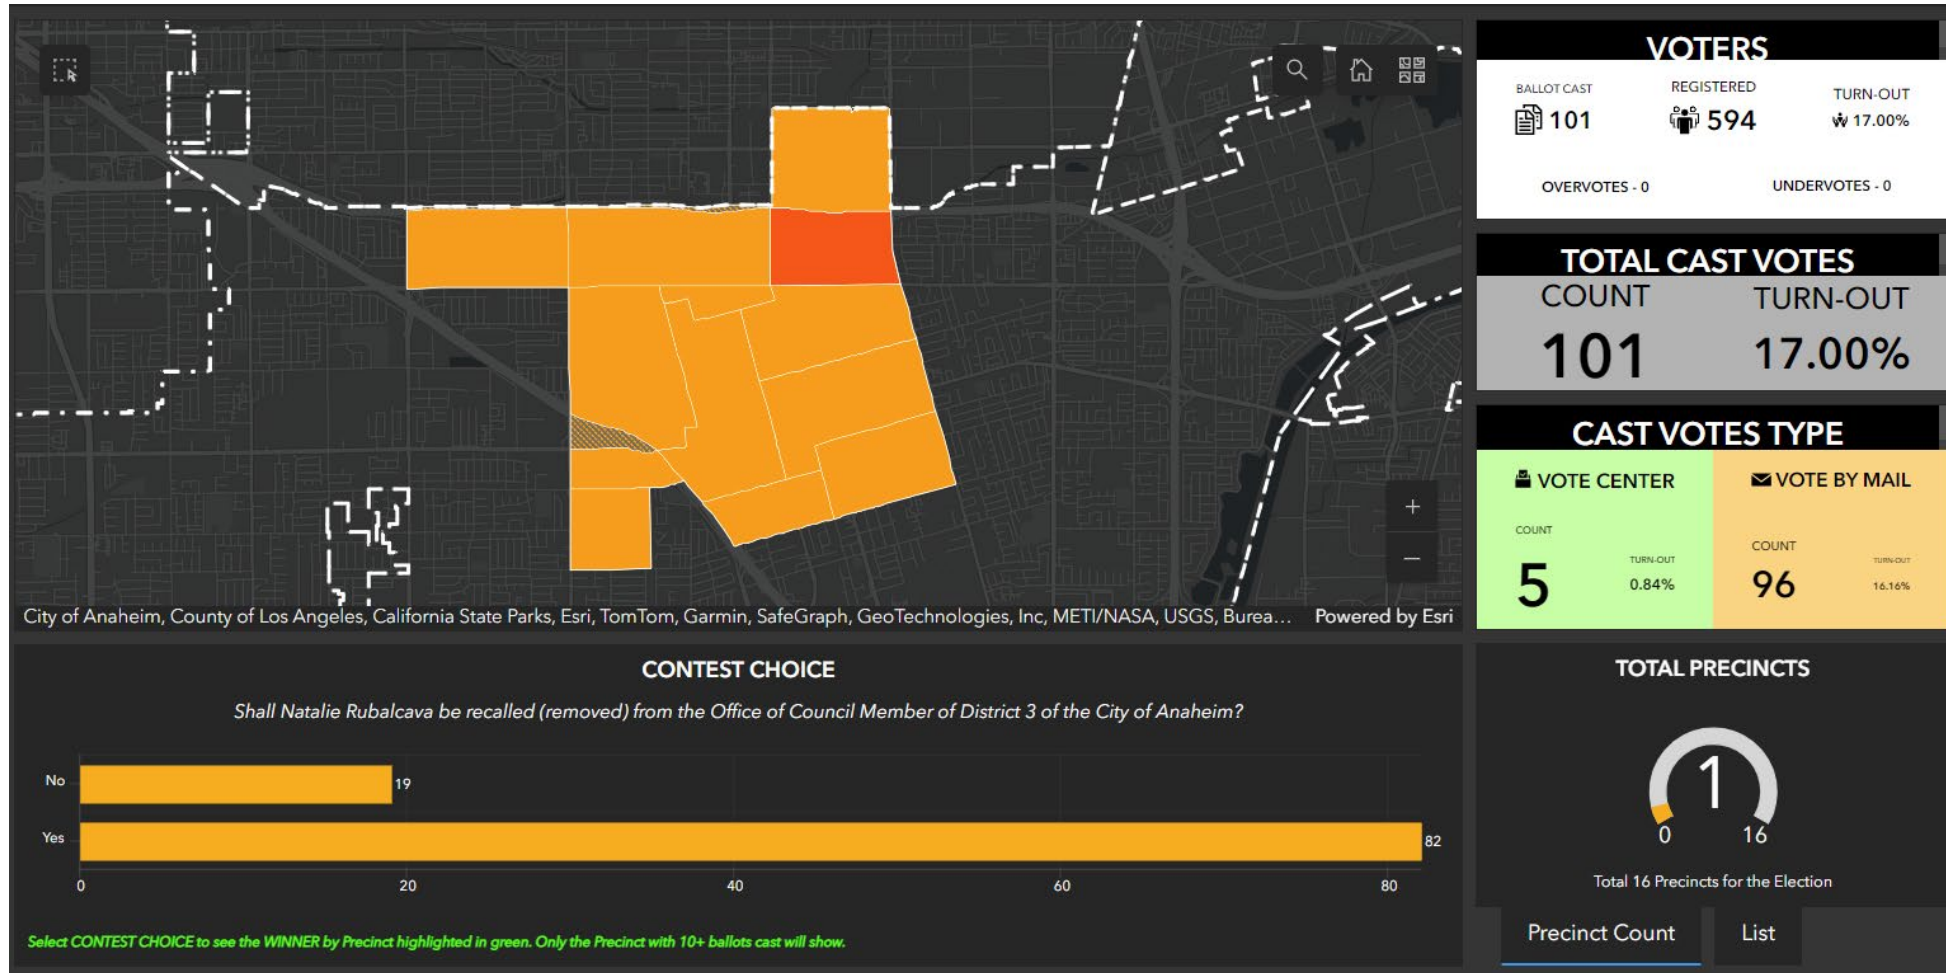 City of Anaheim, County of Los Angeles, California State Parks, Esri, TomTom, Garmin, SafeGraph, GeoTechnologies, Inc, METI/NASA, USGS, Burea...
Powered by Esri
VOTERS
BALLOT CAST
101
REGISTERED
594
TURN-OUT
17.00%
OVERVOTES - 0
UNDERVOTES - 0
TOTAL CAST VOTES
COUNT
101
TURN-OUT
17.00%
CAST VOTES TYPE
VOTE CENTER
COUNT
5
TURN-OUT
0.84%
VOTE BY MAIL
COUNT
96
TURN-OUT
16.16%
CONTEST CHOICE
Shall Natalie Rubalcava be recalled (removed) from the Office of Council Member of District 3 of the City of Anaheim?
No
19
Yes
82
0 20 40 60 80
Select CONTEST CHOICE to see the WINNER by Precinct highlighted in green. Only the Precinct with 10+ ballots cast will show.
TOTAL PRECINCTS
1
0 16
Total 16 Precincts for the Election
Precinct Count
List